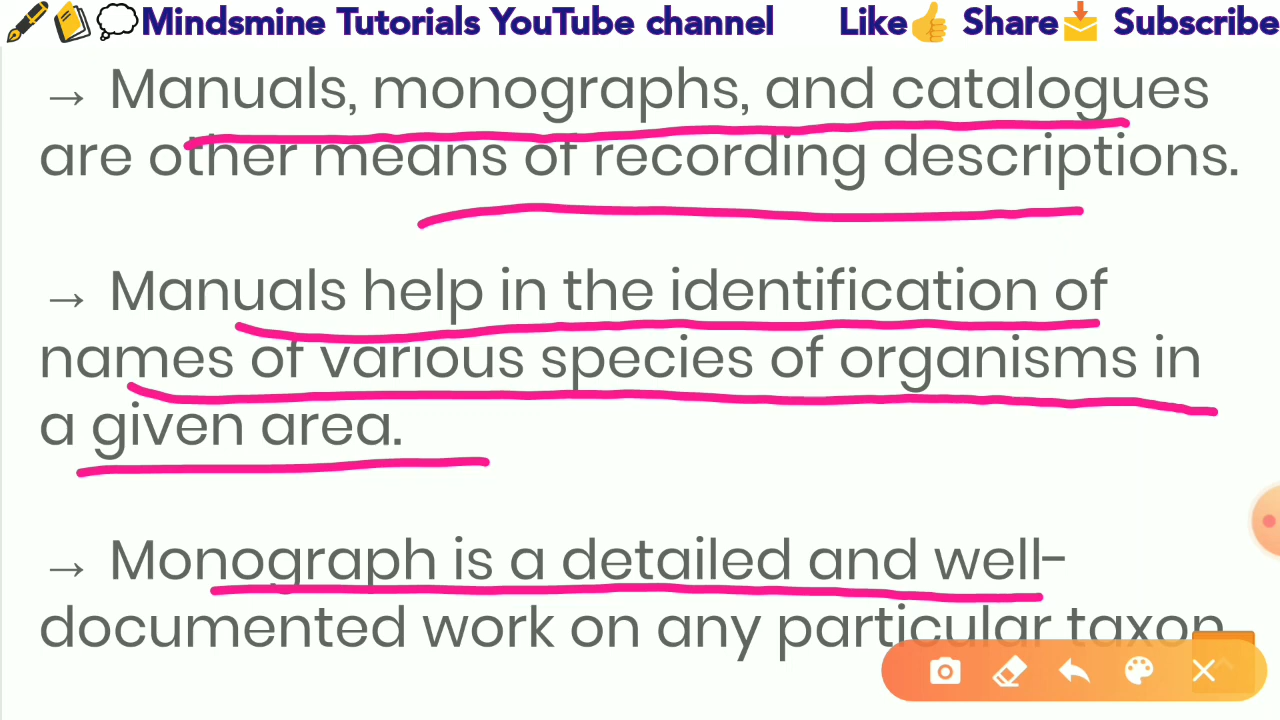 Mindsmine Tutorials YouTube channel Like Share Subscribe
→ Manuals, monographs, and catalogues
are other means of recording descriptions.
→ Manuals help in the identification of
names of various species of organisms in
a given area.
→ Monograph is a detailed and well-
documented work on any particular taxon